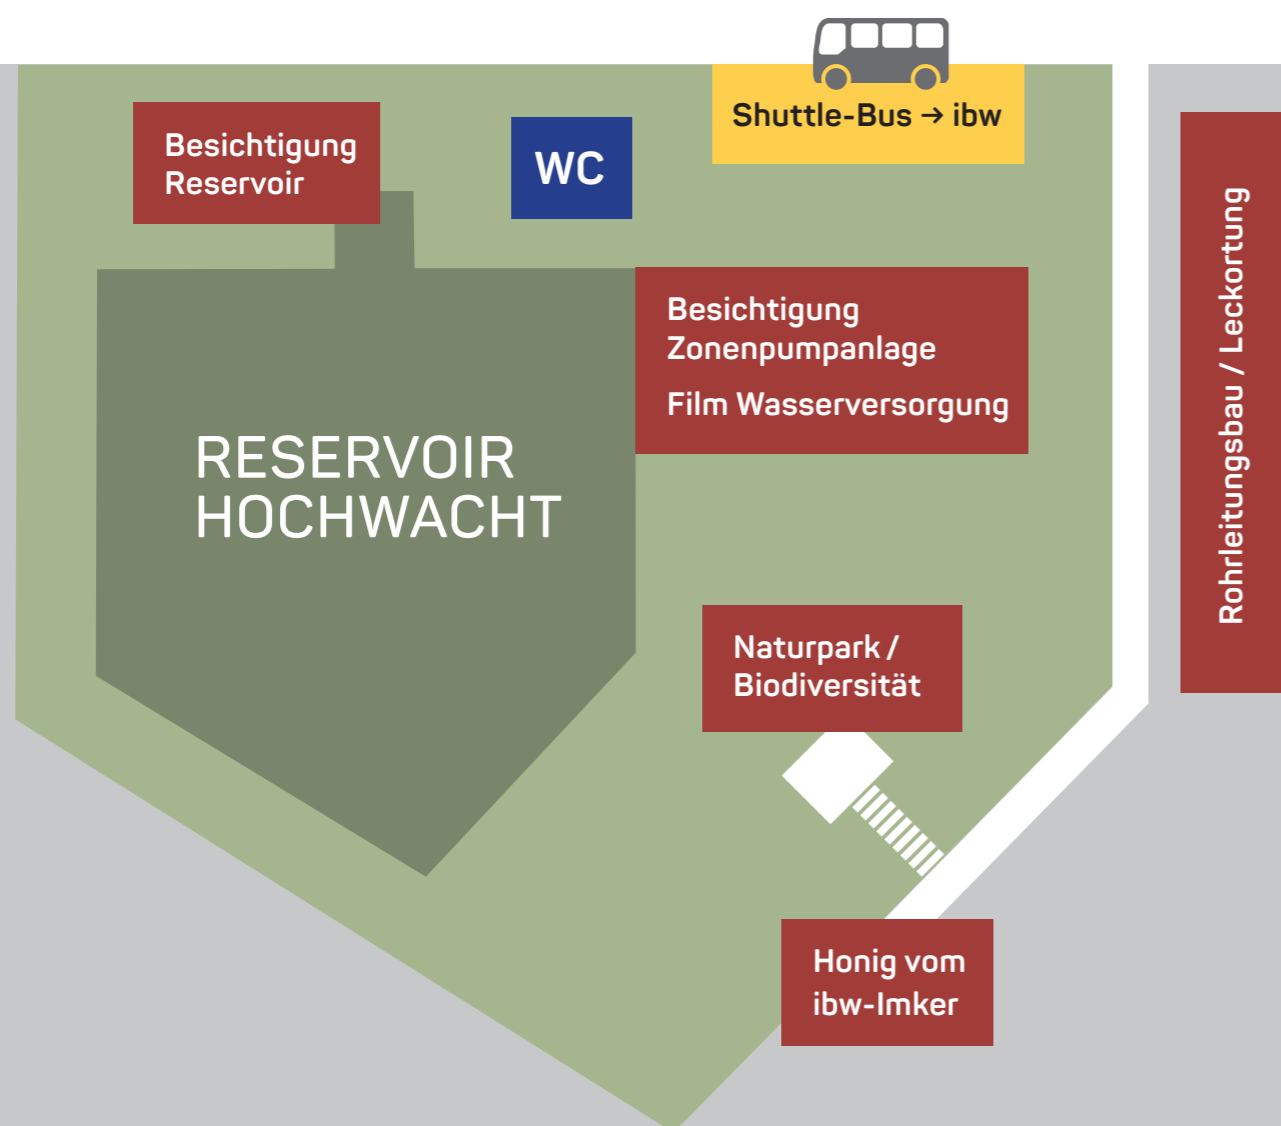 Shuttle-Bus → ibw
Besichtigung
Reservoir
WC
Besichtigung
Zonenpumpanlage
Film Wasserversorgung
RESERVOIR
HOCHWACHT
Rohrleitungsbau / Leckortung
Naturpark /
Biodiversität
Honig vom
ibw-Imker